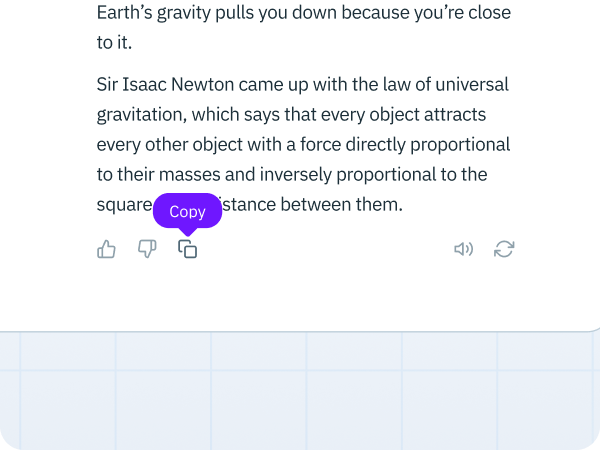 Earth’s gravity pulls you down because you’re close
to it.
Sir Isaac Newton came up with the law of universal
gravitation, which says that every object attracts
every other object with a force directly proportional
to their masses and inversely proportional to the
square istance between them.
Copy